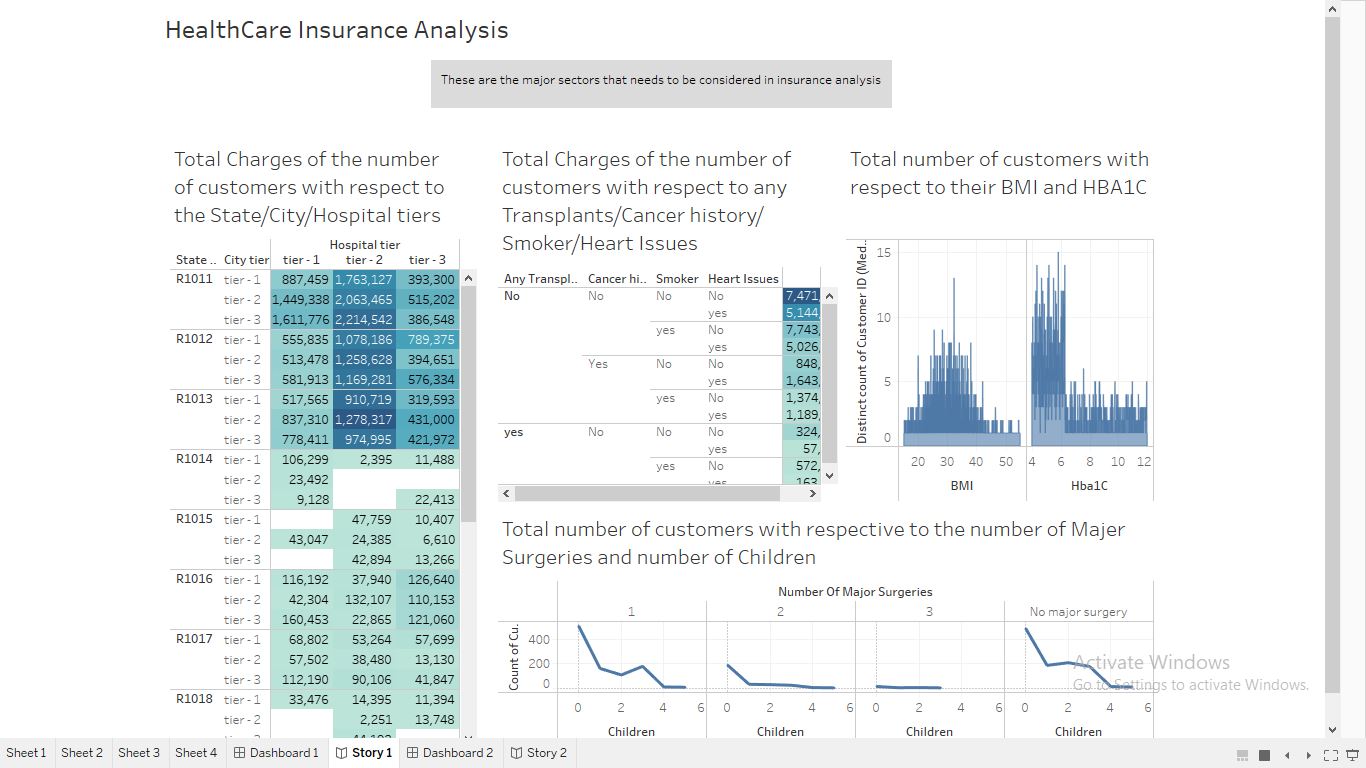 HealthCare Insurance Analysis
These are the major sectors that needs to be considered in insurance analysis
Total Charges of the number
of customers with respect to
the State/City/Hospital tiers
Hospital tier
State .. City tier tier - 1 tier - 2 tier - 3
R1011 tier - 1 887,459 1,763,127 393,300
tier - 2 1,449,338 2,063,465 515,202
tier - 3 1,611,776 2,214,542 386,548
R1012 tier - 1 555,835 1,078,186 789,375
tier - 2 513,478 1,258,628 394,651
tier - 3 581,913 1,169,281 576,334
R1013 tier - 1 517,565 910,719 319,593
tier - 2 837,310 1,278,317 431,000
tier - 3 778,411 974,995 421,972
R1014 tier - 1 106,299 2,395 11,488
tier - 2 23,492
tier - 3 9,128 22,413
R1015 tier - 1 47,759 10,407
tier - 2 43,047 24,385 6,610
tier - 3 42,894 13,266
R1016 tier - 1 116,192 37,940 126,640
tier - 2 42,304 132,107 110,153
tier - 3 160,453 22,865 121,060
R1017 tier - 1 68,802 53,264 57,699
tier - 2 57,502 38,480 13,130
tier - 3 112,190 90,106 41,847
R1018 tier - 1 33,476 14,395 11,394
tier - 2 2,251 13,748
Total Charges of the number of
customers with respect to any
Transplants/Cancer history/
Smoker/Heart Issues
Any Transpl.. Cancer hi.. Smoker Heart Issues
No No No No 7,471,
yes 5,144,
yes No 7,743,
yes 5,026,
Yes No No 848,
yes 1,643,
yes No 1,374,
yes 1,189,
yes No No No 324,
yes 57,
yes No 572,
yes 163
Total number of customers with
respect to their BMI and HBA1C
Distinct count of Customer ID (Med..
15
10
5
0
20 30 40 50 4 6 8 10 12
BMI Hba1C
Total number of customers with respective to the number of Majer
Surgeries and number of Children
Number Of Major Surgeries
1 2 3 No major surgery
Count of Cu.
400
200
0
0 2 4 6 0 2 4 6 0 2 4 6 0 2 4 6
Children Children Children Children
Activate Windows
Go to Settings to activate Windows.
Sheet 1 Sheet 2 Sheet 3 Sheet 4 Dashboard 1 Story 1 Dashboard 2 Story 2